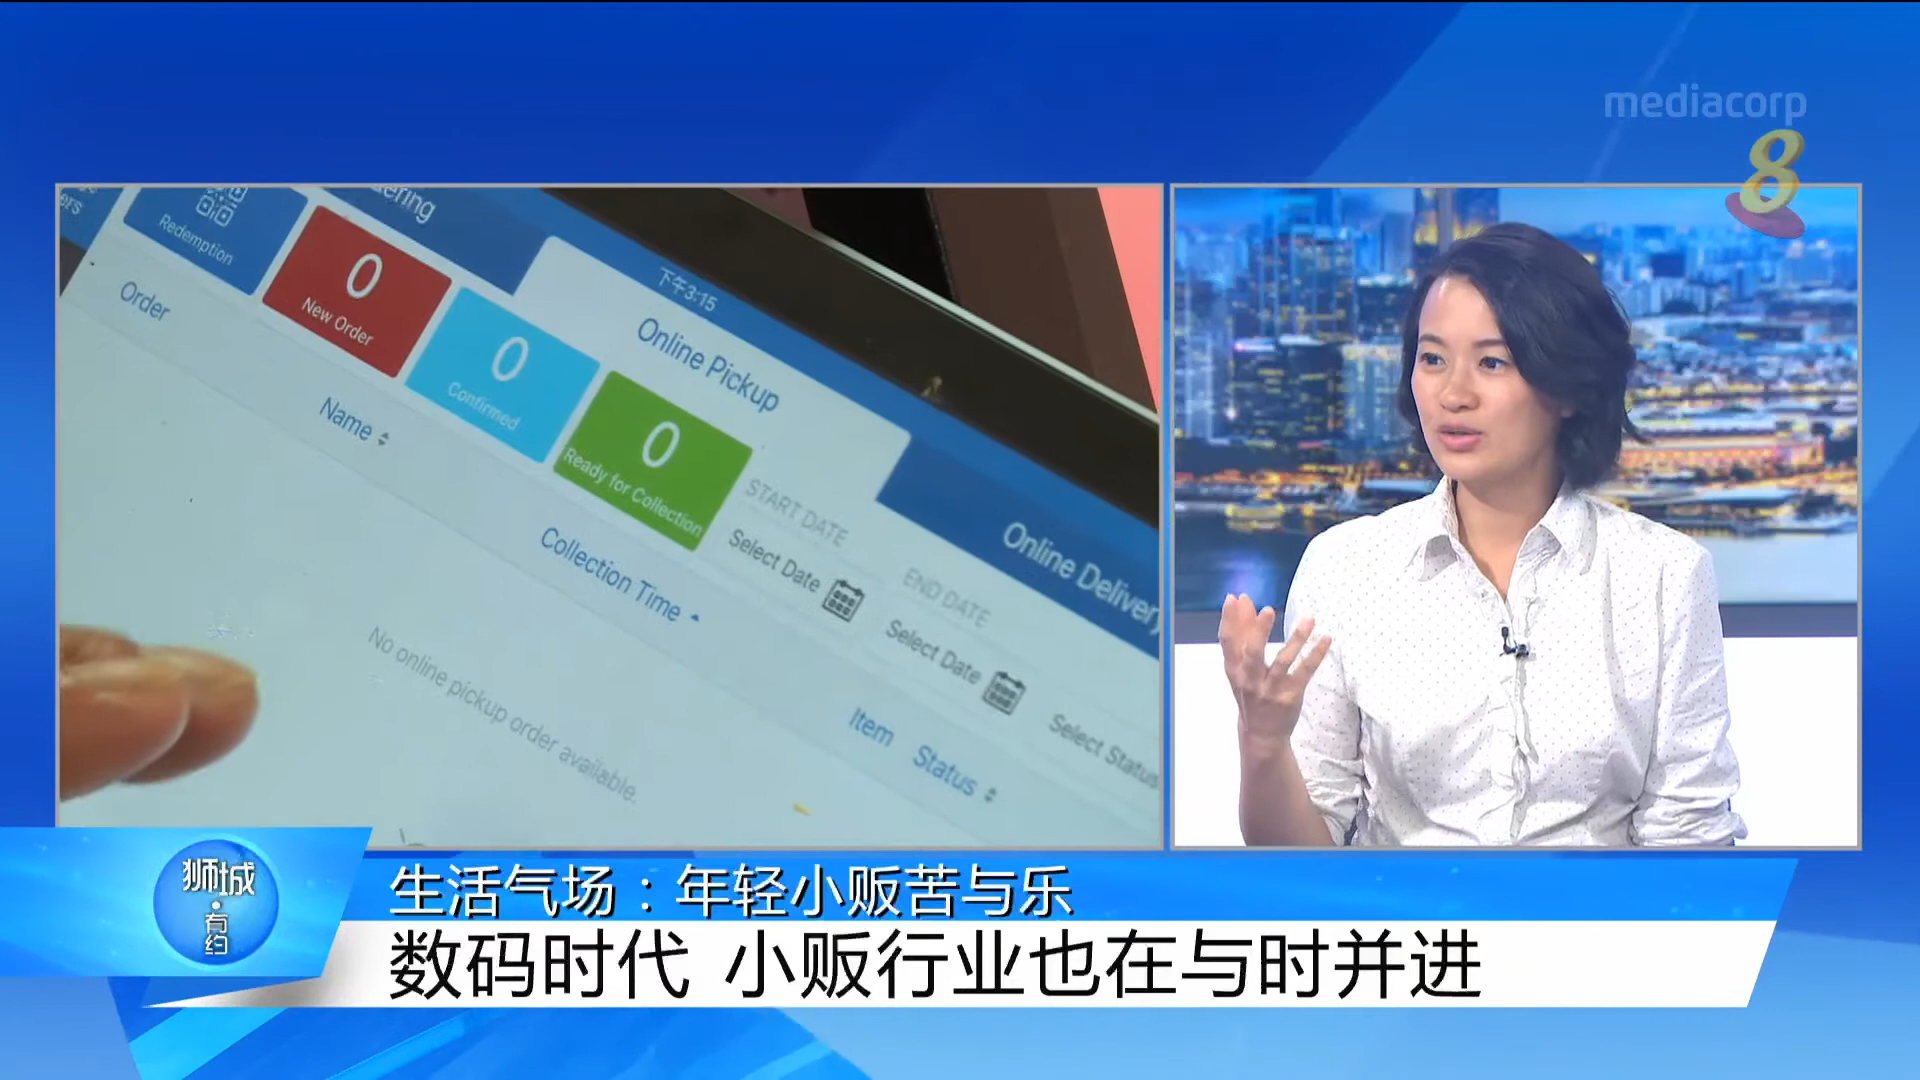 mediacorp
8
ers
ering
Redemption
0
New Order
0
Confirmed
0
Ready for Collection
下午3:15
Online Pickup
Online Delivery
START DATE
Select Date
END DATE
Select Date
Select Status
Order
Name
Collection Time
Item
Status
No online pickup order available.
狮城
有
约
生活气场：年轻小贩苦与乐
数码时代 小贩行业也在与时并进